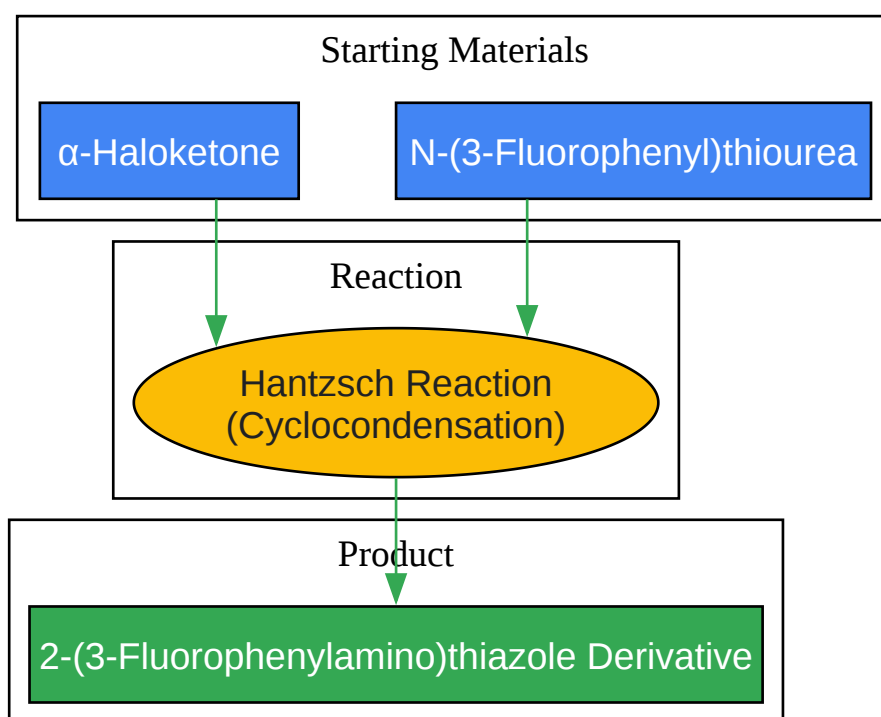 Starting Materials
α-Haloketone
N-(3-Fluorophenyl)thiourea
Reaction
Hantzsch Reaction
(Cyclocondensation)
Product
2-(3-Fluorophenylamino)thiazole Derivative